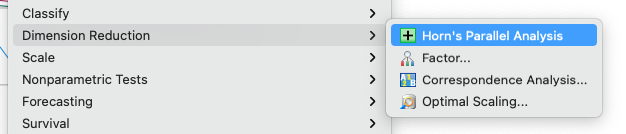 Classify
Dimension Reduction
Scale
Nonparametric Tests
Forecasting
Survival
Horn's Parallel Analysis
Factor...
Correspondence Analysis...
Optimal Scaling...